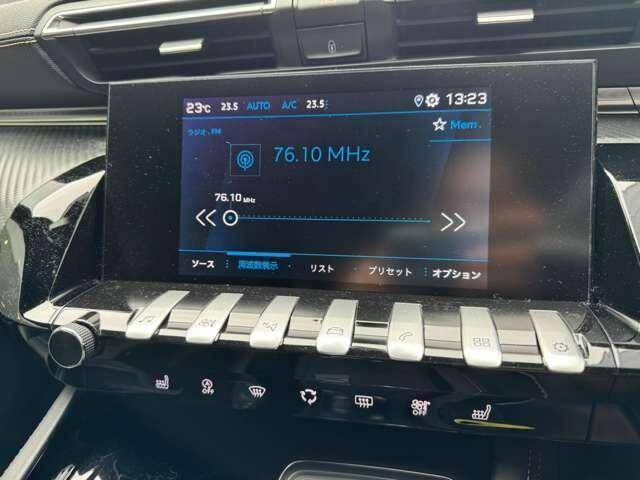 23℃ 23.5 AUTO A/C 23.5 13:23
ラジオ、FM
Mem.
76.10 MHz
76.10 MHz
ソース 周波数表示 リスト プリセット オプション
A OFF
OFF